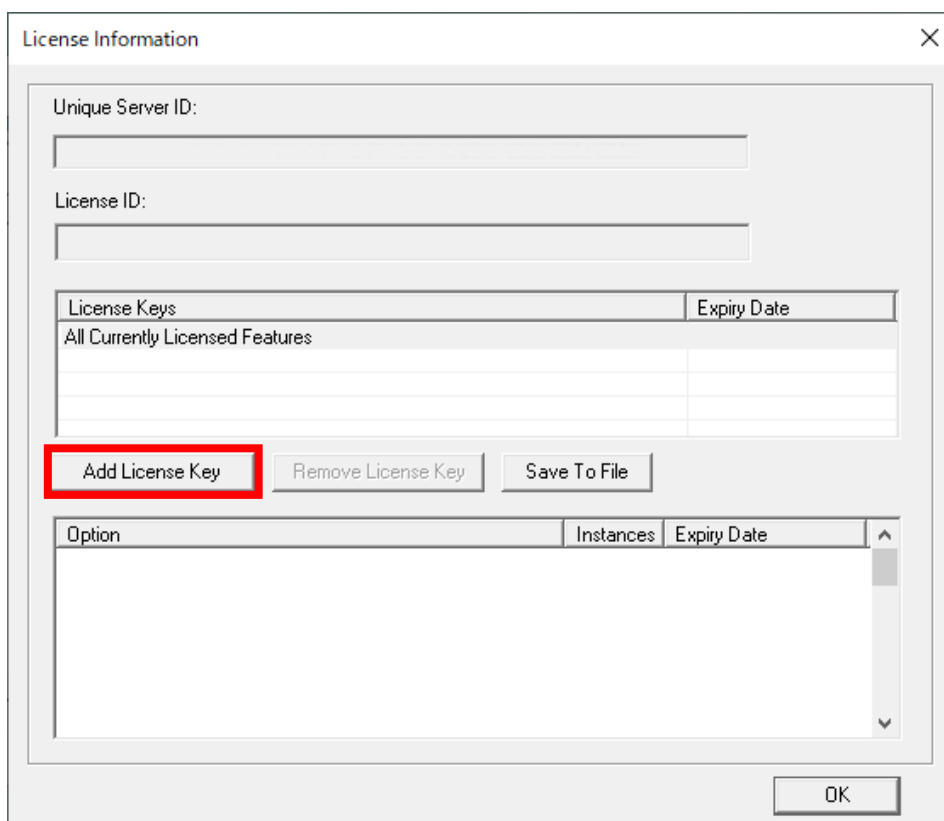 License Information
Unique Server ID:
License ID:
License Keys Expiry Date
All Currently Licensed Features
Add License Key Remove License Key Save To File
Option Instances Expiry Date
OK